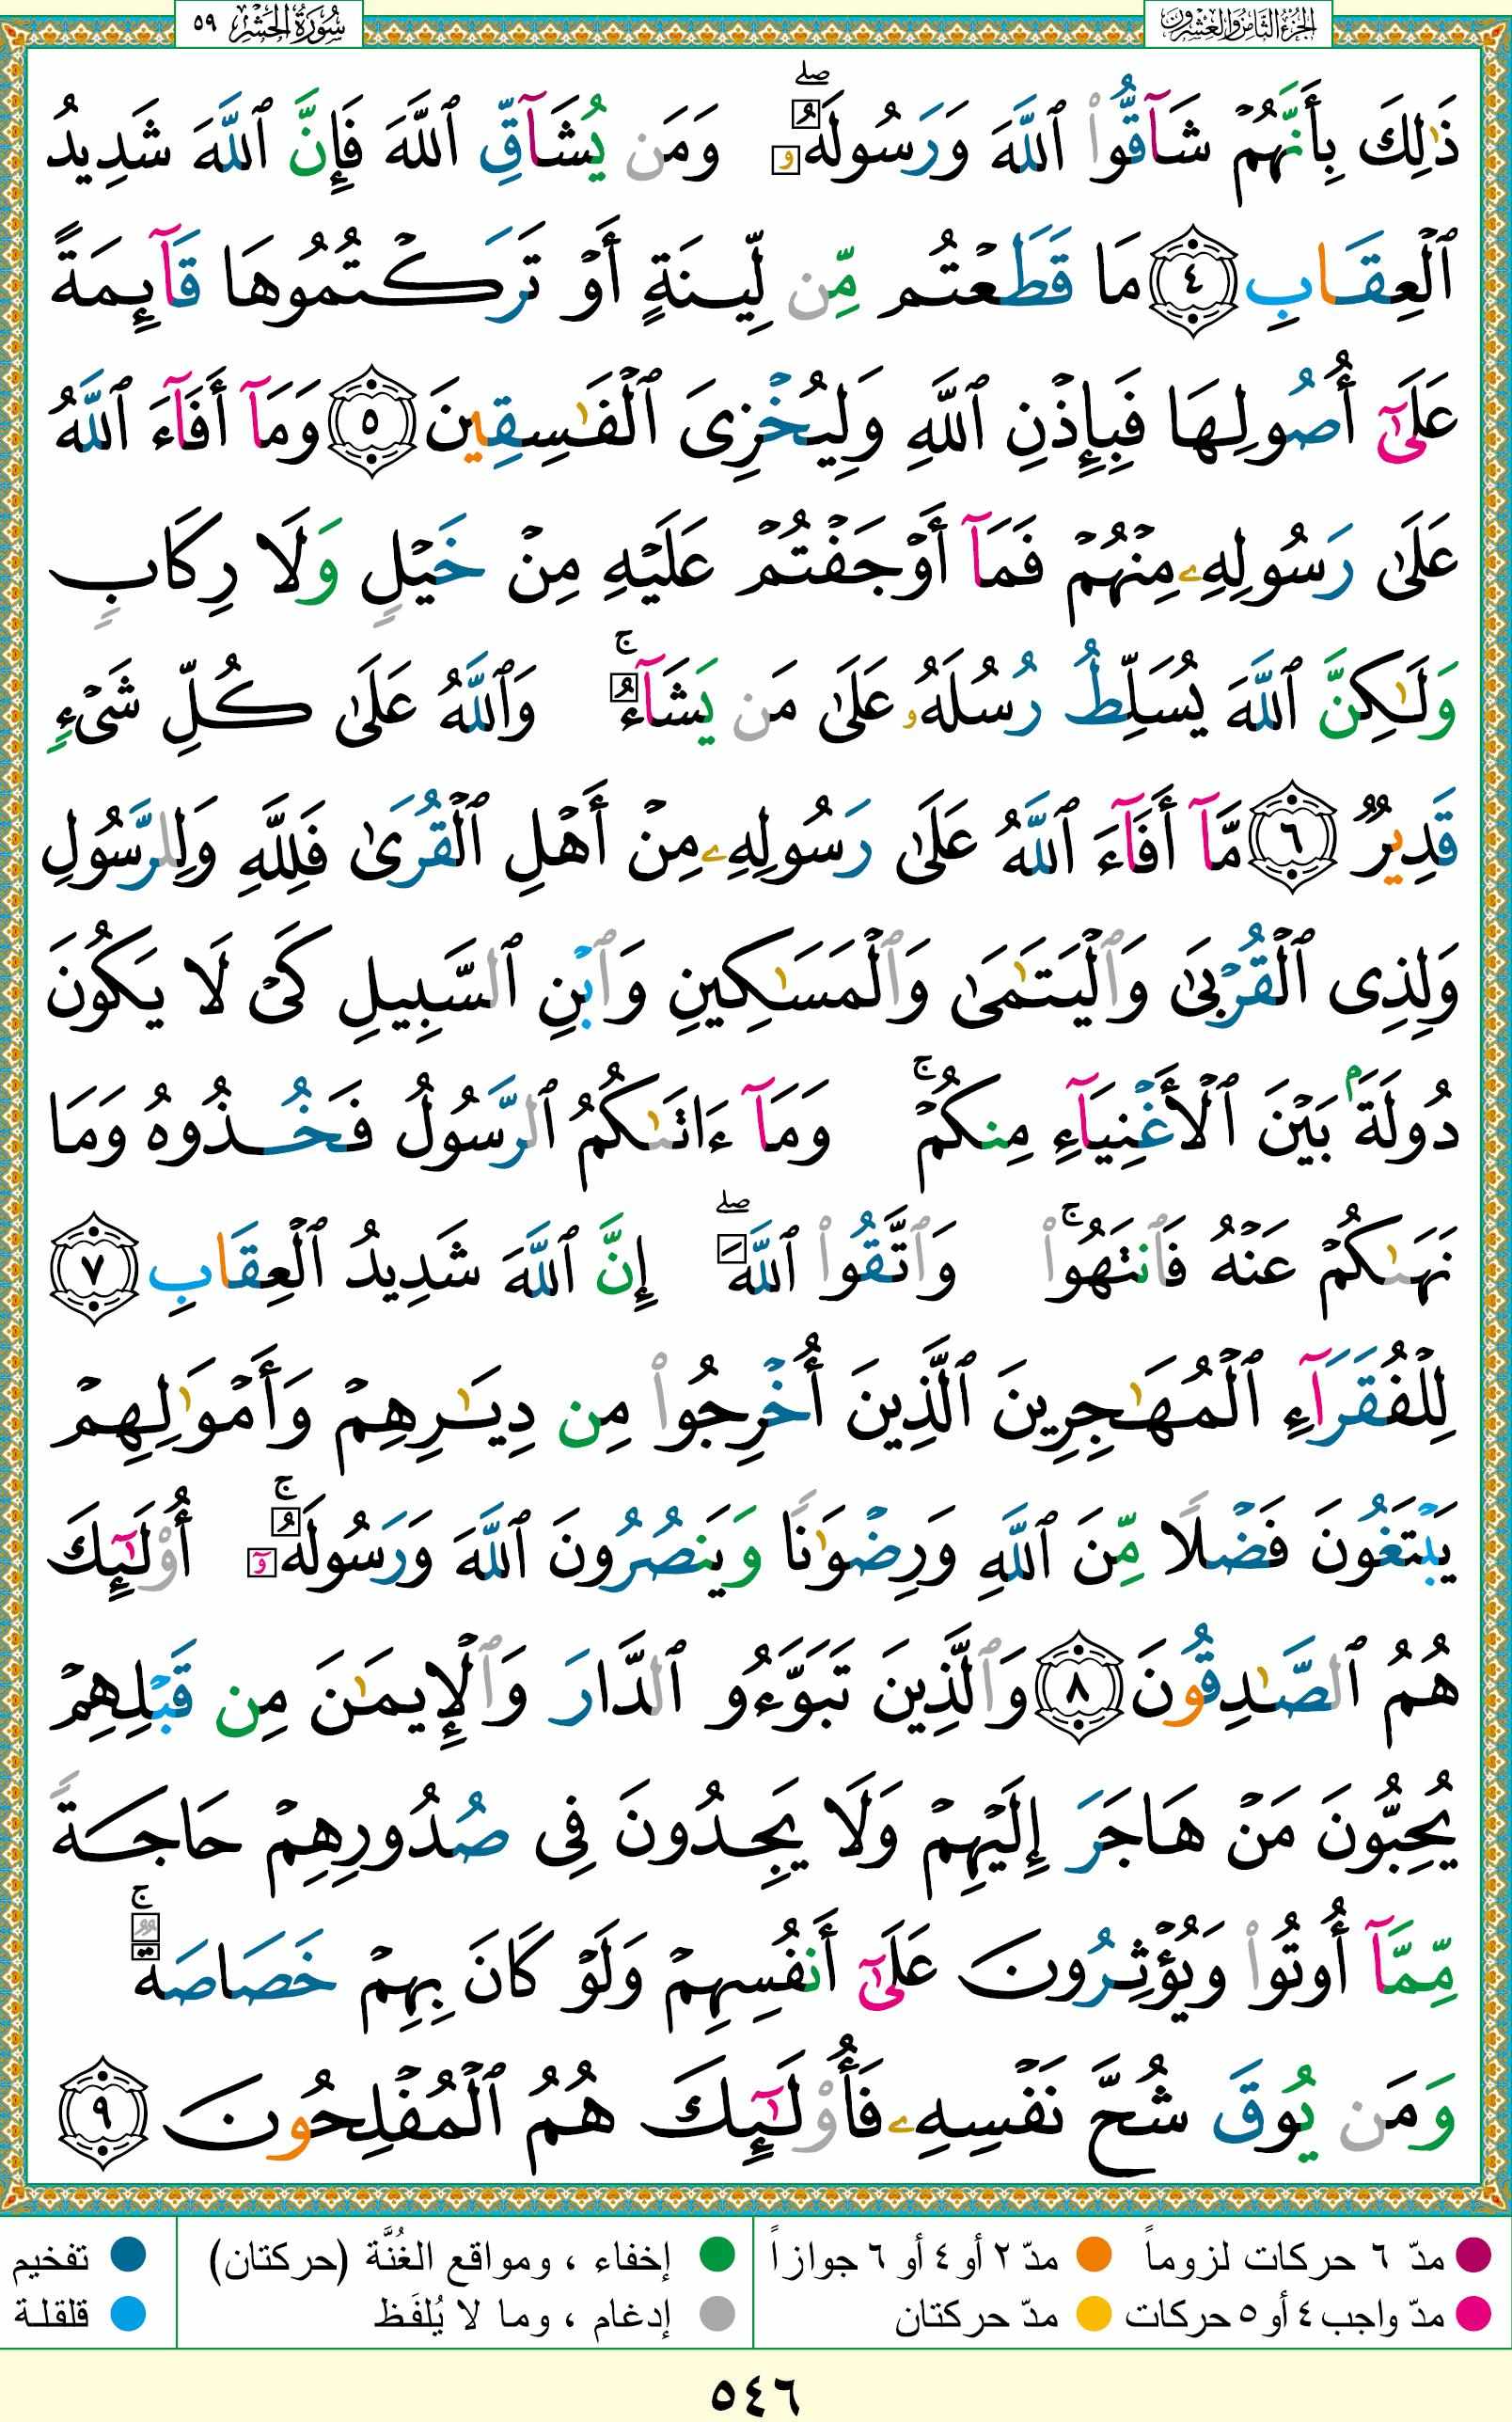 الجزء الثامن والعشرون
سورة الحشر ٥٩
ذَٰلِكَ بِأَنَّهُمْ شَآقُّوا۟ ٱللَّهَ وَرَسُولَهُۥ ۖ وَمَن يُشَآقِّ ٱللَّهَ فَإِنَّ ٱللَّهَ شَدِيدُ
ٱلْعِقَابِ ٤ مَا قَطَعْتُم مِّن لِّينَةٍ أَوْ تَرَكْتُمُوهَا قَآئِمَةً
عَلَىٰٓ أُصُولِهَا فَبِإِذْنِ ٱللَّهِ وَلِيُخْزِىَ ٱلْفَـٰسِقِينَ ٥ وَمَآ أَفَآءَ ٱللَّهُ
عَلَىٰ رَسُولِهِۦ مِنْهُمْ فَمَآ أَوْجَفْتُمْ عَلَيْهِ مِنْ خَيْلٍ وَلَا رِكَابٍ
وَلَـٰكِنَّ ٱللَّهَ يُسَلِّطُ رُسُلَهُۥ عَلَىٰ مَن يَشَآءُ ۚ وَٱللَّهُ عَلَىٰ كُلِّ شَىْءٍ
قَدِيرٌ ٦ مَّآ أَفَآءَ ٱللَّهُ عَلَىٰ رَسُولِهِۦ مِنْ أَهْلِ ٱلْقُرَىٰ فَلِلَّهِ وَلِلرَّسُولِ
وَلِذِى ٱلْقُرْبَىٰ وَٱلْيَتَـٰمَىٰ وَٱلْمَسَـٰكِينِ وَٱبْنِ ٱلسَّبِيلِ كَىْ لَا يَكُونَ
دُولَةًۢ بَيْنَ ٱلْأَغْنِيَآءِ مِنكُمْ ۚ وَمَآ ءَاتَىٰكُمُ ٱلرَّسُولُ فَخُذُوهُ وَمَا
نَهَىٰكُمْ عَنْهُ فَٱنتَهُوا۟ ۚ وَٱتَّقُوا۟ ٱللَّهَ ۖ إِنَّ ٱللَّهَ شَدِيدُ ٱلْعِقَابِ ٧
لِلْفُقَرَآءِ ٱلْمُهَـٰجِرِينَ ٱلَّذِينَ أُخْرِجُوا۟ مِن دِيَـٰرِهِمْ وَأَمْوَٰلِهِمْ
يَبْتَغُونَ فَضْلًا مِّنَ ٱللَّهِ وَرِضْوَٰنًا وَيَنصُرُونَ ٱللَّهَ وَرَسُولَهُۥٓ ۚ أُو۟لَـٰٓئِكَ
هُمُ ٱلصَّـٰدِقُونَ ٨ وَٱلَّذِينَ تَبَوَّءُو ٱلدَّارَ وَٱلْإِيمَـٰنَ مِن قَبْلِهِمْ
يُحِبُّونَ مَنْ هَاجَرَ إِلَيْهِمْ وَلَا يَجِدُونَ فِى صُدُورِهِمْ حَاجَةً
مِّمَّآ أُوتُوا۟ وَيُؤْثِرُونَ عَلَىٰٓ أَنفُسِهِمْ وَلَوْ كَانَ بِهِمْ خَصَاصَةٌ ۚ
وَمَن يُوقَ شُحَّ نَفْسِهِۦ فَأُو۟لَـٰٓئِكَ هُمُ ٱلْمُفْلِحُونَ ٩
مدّ ٦ حركات لزوماً مدّ ٢ أو ٤ أو ٦ جوازاً إخفاء ، ومواقع الغُنَّة (حركتان) تفخيم
مدّ واجب ٤ أو ٥ حركات مدّ حركتان إدغام ، وما لا يُلفَظ قلقلة
٥٤٦